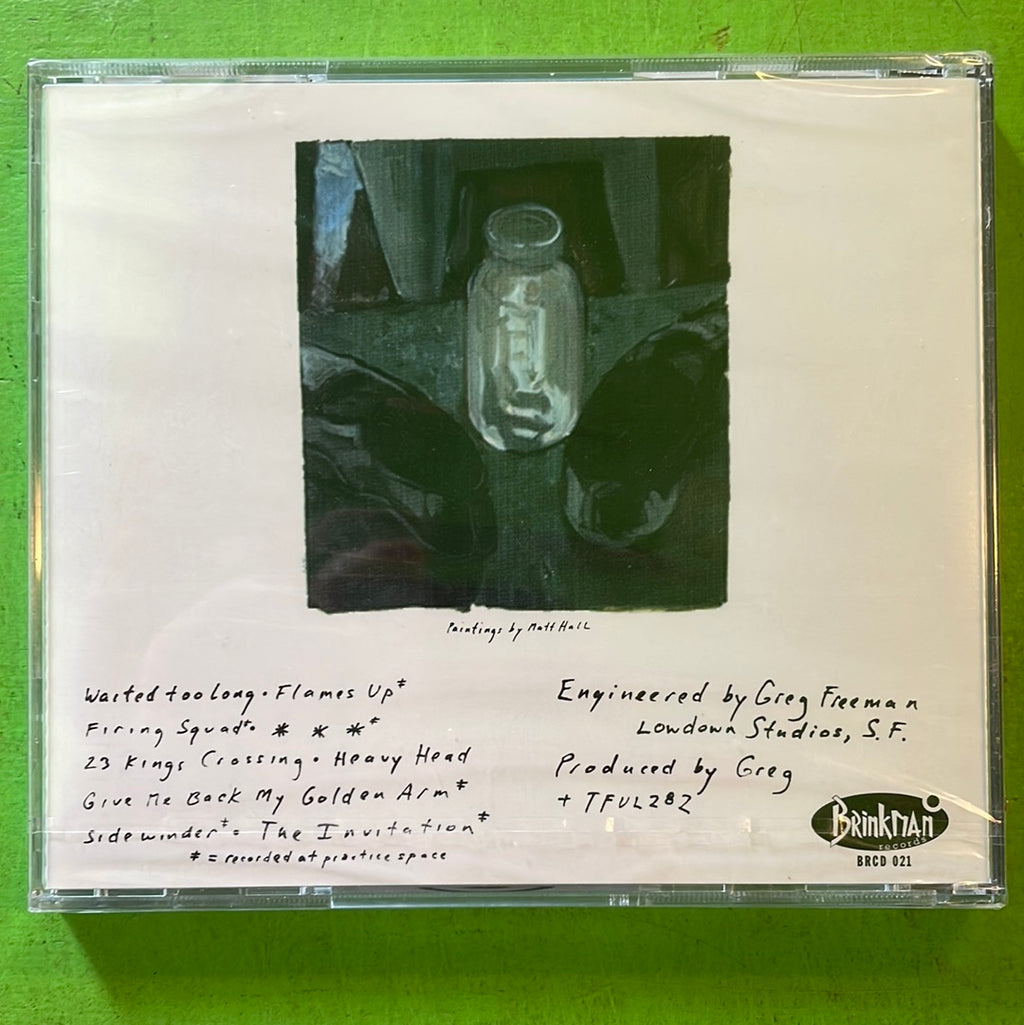 Paintings by Matt Hall
Waited too long • Flames Up‡
Firing Squad‡ • * * *‡
23 Kings Crossing • Heavy Head
Give Me Back My Golden Arm‡
Sidewinder‡ • The Invitation‡
‡ = recorded at practice space
Engineered by Greg Freeman
Lowdown Studios, S.F.
Produced by Greg
+ TFUL282
Brinkman
records
BRCD 021